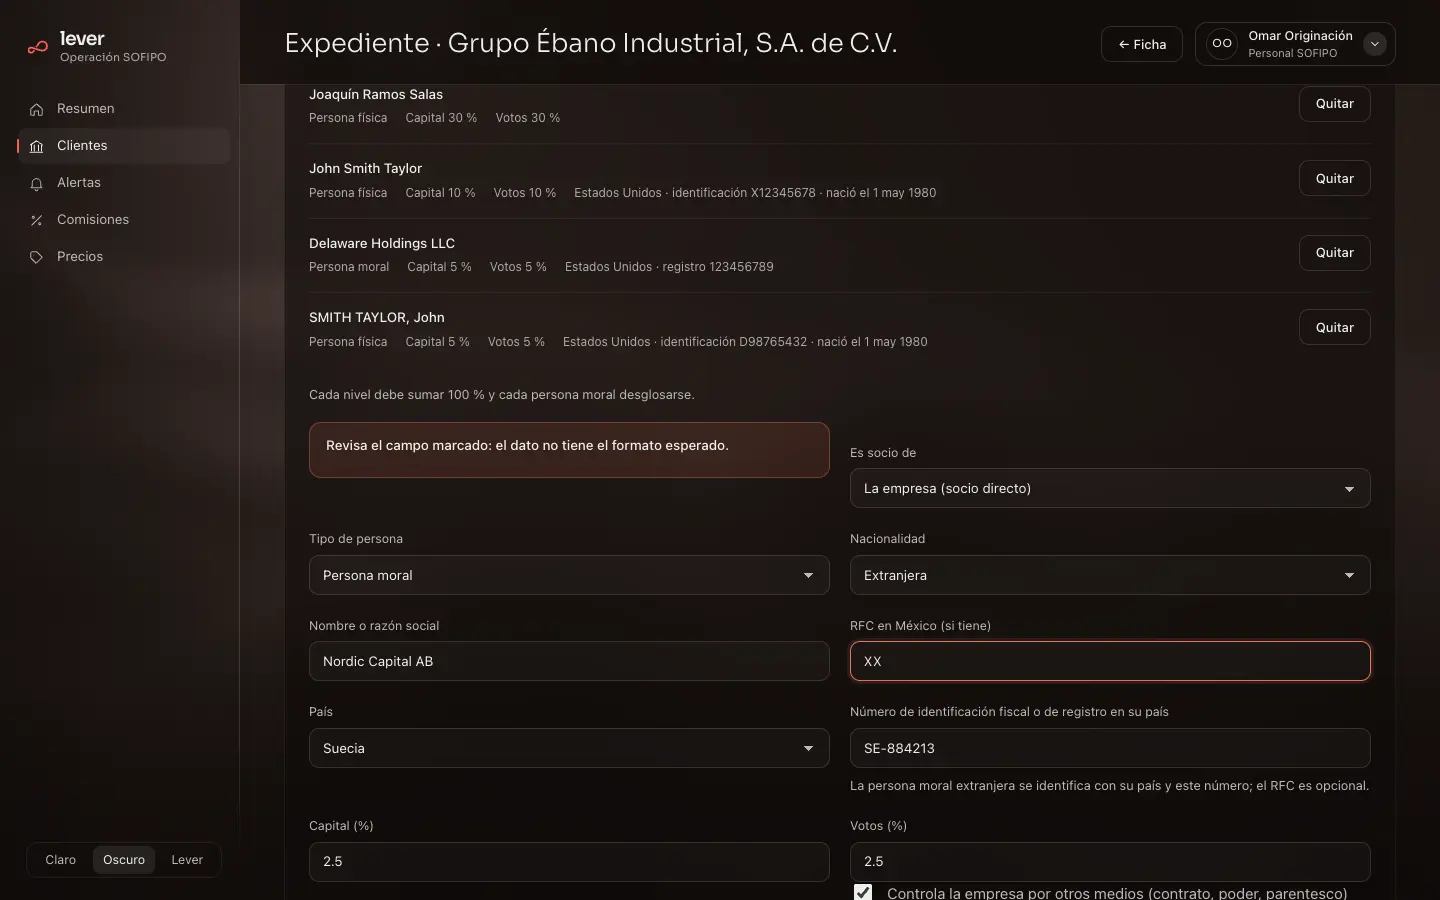 lever
Operación SOFIPO
Resumen
Clientes
Alertas
Comisiones
Precios
Claro
Oscuro
Lever
Expediente · Grupo Ébano Industrial, S.A. de C.V.
← Ficha
OO
Omar Originación
Personal SOFIPO
Joaquín Ramos Salas
Persona física Capital 30 % Votos 30 %
Quitar
John Smith Taylor
Persona física Capital 10 % Votos 10 % Estados Unidos · identificación X12345678 · nació el 1 may 1980
Quitar
Delaware Holdings LLC
Persona moral Capital 5 % Votos 5 % Estados Unidos · registro 123456789
Quitar
SMITH TAYLOR, John
Persona física Capital 5 % Votos 5 % Estados Unidos · identificación D98765432 · nació el 1 may 1980
Quitar
Cada nivel debe sumar 100 % y cada persona moral desglosarse.
Revisa el campo marcado: el dato no tiene el formato esperado.
Es socio de
La empresa (socio directo)
Tipo de persona
Persona moral
Nacionalidad
Extranjera
Nombre o razón social
Nordic Capital AB
RFC en México (si tiene)
XX
País
Suecia
Número de identificación fiscal o de registro en su país
SE-884213
La persona moral extranjera se identifica con su país y este número; el RFC es opcional.
Capital (%)
2.5
Votos (%)
2.5
Controla la empresa por otros medios (contrato, poder, parentesco)